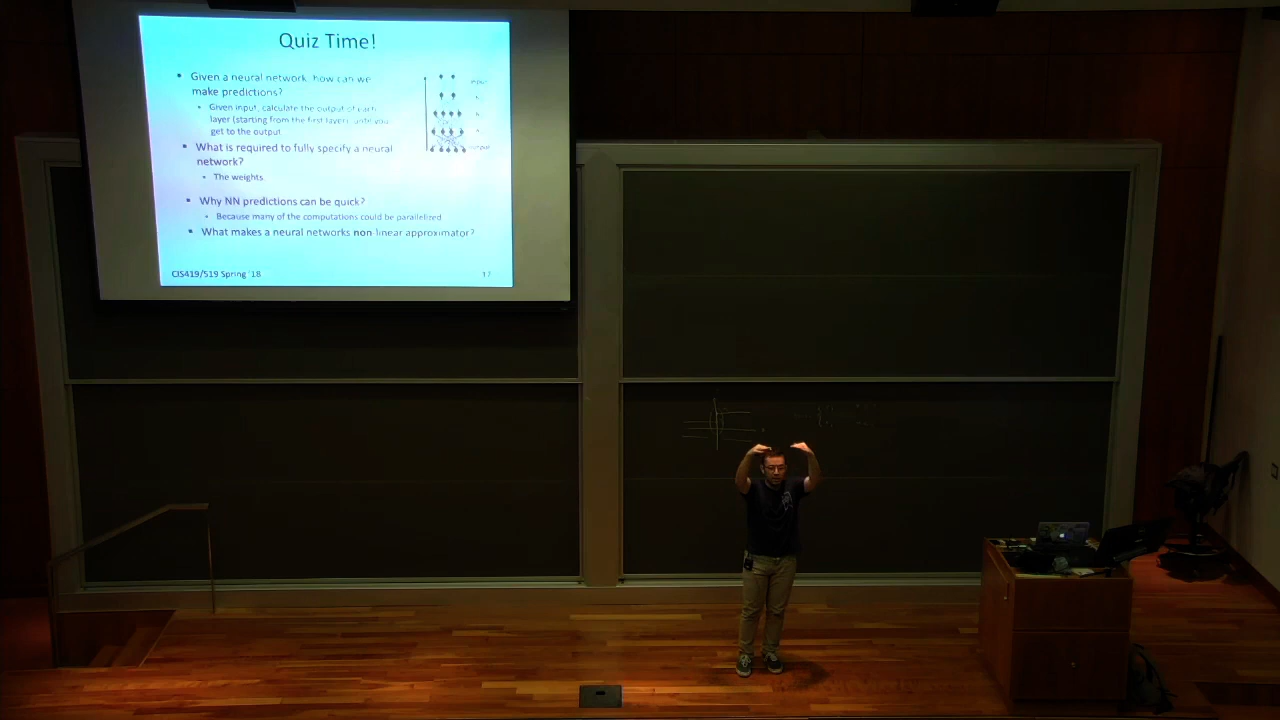 Quiz Time!
• Given a neural network, how can we
make predictions?
• Given input, calculate the output of each
layer (starting from the first layer), until you
get to the output
• What is required to fully specify a neural
network?
• The weights.
• Why NN predictions can be quick?
• Because many of the computations could be parallelized
• What makes a neural networks non-linear approximator?
input
output
CIS419/519 Spring '18
17